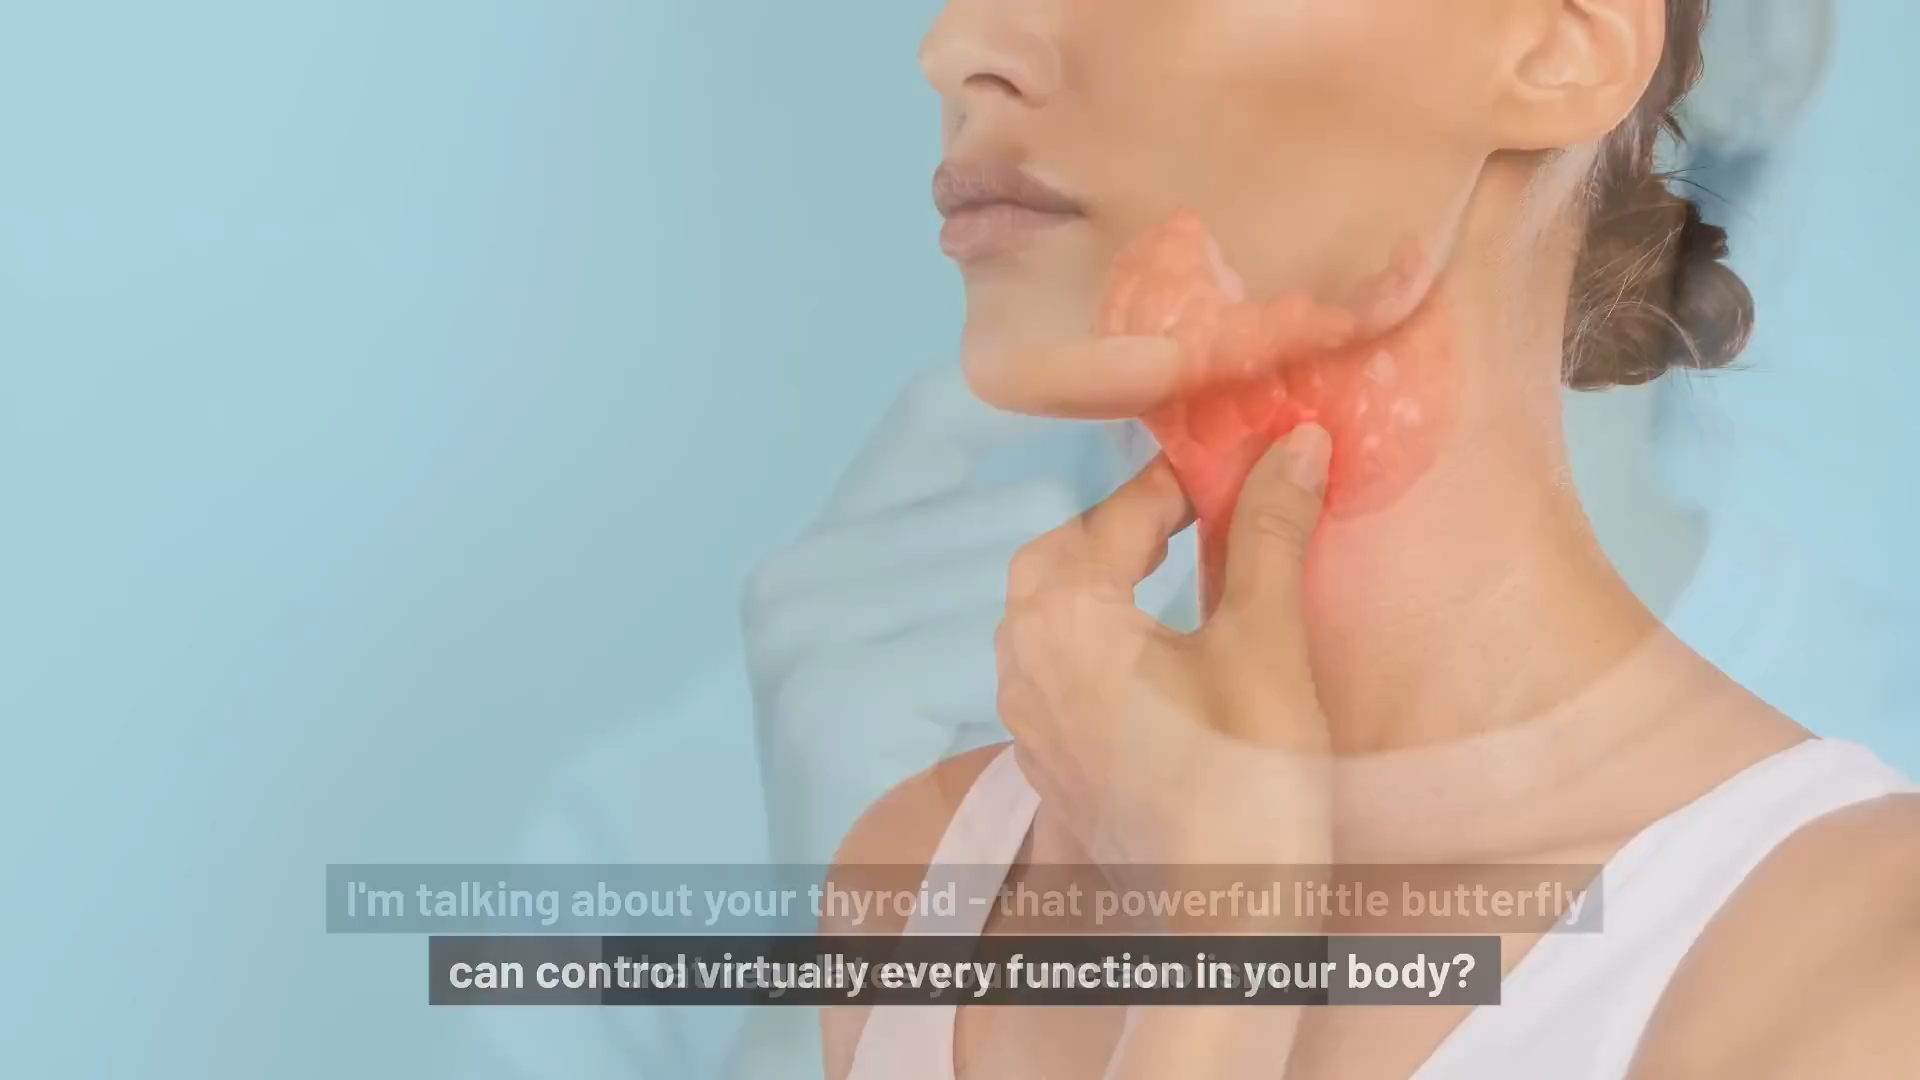 I'm talking about your thyroid - that powerful little butterfly
can control virtually every function in your body?